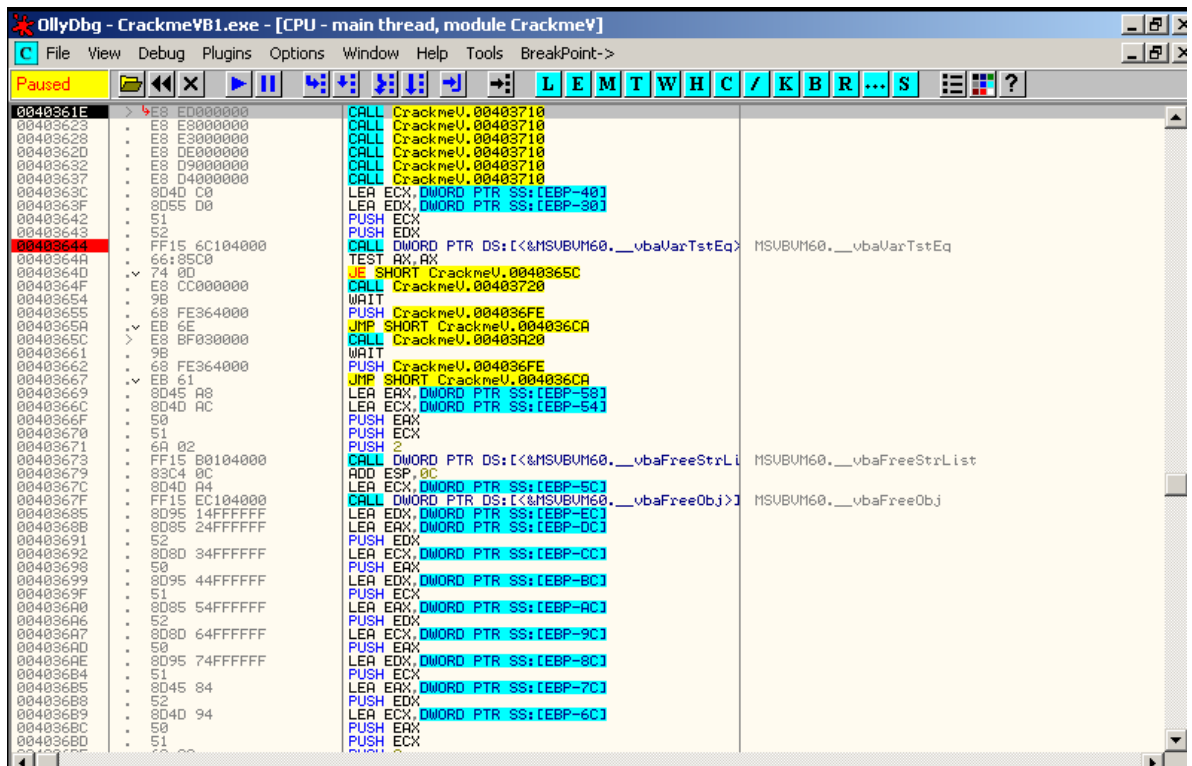 OllyDbg - CrackmeVB1.exe - [CPU - main thread, module CrackmeV]
C File View Debug Plugins Options Window Help Tools BreakPoint->
Paused L E M T W H C / K B R ... S ?
0040361E > E8 ED000000 CALL CrackmeV.00403710
00403623 . E8 E8000000 CALL CrackmeV.00403710
00403628 . E8 E3000000 CALL CrackmeV.00403710
0040362D . E8 DE000000 CALL CrackmeV.00403710
00403632 . E8 D9000000 CALL CrackmeV.00403710
00403637 . E8 D4000000 CALL CrackmeV.00403710
0040363C . 8D4D C0 LEA ECX,DWORD PTR SS:[EBP-40]
0040363F . 8D55 D0 LEA EDX,DWORD PTR SS:[EBP-30]
00403642 . 51 PUSH ECX
00403643 . 52 PUSH EDX
00403644 . FF15 6C104000 CALL DWORD PTR DS:[<&MSVBVM60.__vbaVarTstEq> MSVBVM60.__vbaVarTstEq
0040364A . 66:85C0 TEST AX,AX
0040364D .v 74 0D JE SHORT CrackmeV.0040365C
0040364F . E8 CC000000 CALL CrackmeV.00403720
00403654 . 9B WAIT
00403655 . 68 FE364000 PUSH CrackmeV.004036FE
0040365A .v EB 6E JMP SHORT CrackmeV.004036CA
0040365C > E8 BF030000 CALL CrackmeV.00403A20
00403661 . 9B WAIT
00403662 . 68 FE364000 PUSH CrackmeV.004036FE
00403667 .v EB 61 JMP SHORT CrackmeV.004036CA
00403669 . 8D45 A8 LEA EAX,DWORD PTR SS:[EBP-58]
0040366C . 8D4D AC LEA ECX,DWORD PTR SS:[EBP-54]
0040366F . 50 PUSH EAX
00403670 . 51 PUSH ECX
00403671 . 6A 02 PUSH 2
00403673 . FF15 B0104000 CALL DWORD PTR DS:[<&MSVBVM60.__vbaFreeStrLi MSVBVM60.__vbaFreeStrList
00403679 . 83C4 0C ADD ESP,0C
0040367C . 8D4D A4 LEA ECX,DWORD PTR SS:[EBP-5C]
0040367F . FF15 EC104000 CALL DWORD PTR DS:[<&MSVBVM60.__vbaFreeObj>] MSVBVM60.__vbaFreeObj
00403685 . 8D95 14FFFFFF LEA EDX,DWORD PTR SS:[EBP-EC]
0040368B . 8D85 24FFFFFF LEA EAX,DWORD PTR SS:[EBP-DC]
00403691 . 52 PUSH EDX
00403692 . 8D8D 34FFFFFF LEA ECX,DWORD PTR SS:[EBP-CC]
00403698 . 50 PUSH EAX
00403699 . 8D95 44FFFFFF LEA EDX,DWORD PTR SS:[EBP-BC]
0040369F . 51 PUSH ECX
004036A0 . 8D85 54FFFFFF LEA EAX,DWORD PTR SS:[EBP-AC]
004036A6 . 52 PUSH EDX
004036A7 . 8D8D 64FFFFFF LEA ECX,DWORD PTR SS:[EBP-9C]
004036AD . 50 PUSH EAX
004036AE . 8D95 74FFFFFF LEA EDX,DWORD PTR SS:[EBP-8C]
004036B4 . 51 PUSH ECX
004036B5 . 8D45 84 LEA EAX,DWORD PTR SS:[EBP-7C]
004036B8 . 52 PUSH EDX
004036B9 . 8D4D 94 LEA ECX,DWORD PTR SS:[EBP-6C]
004036BC . 50 PUSH EAX
004036BD . 51 PUSH ECX